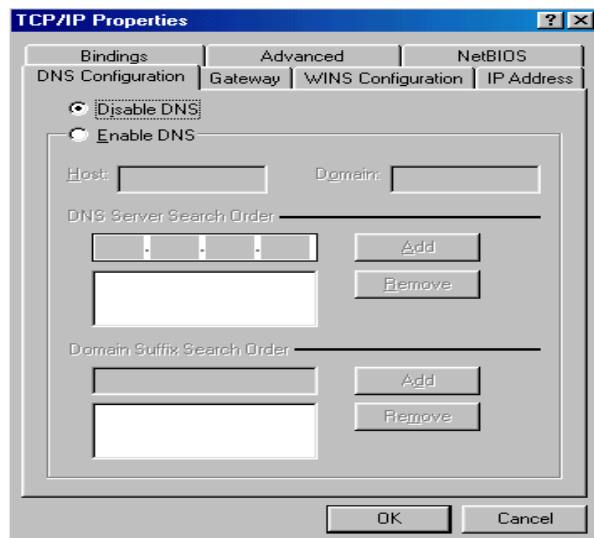 TCP/IP Properties
Bindings Advanced NetBIOS
DNS Configuration Gateway WINS Configuration IP Address
Disable DNS
Enable DNS
Host: Domain:
DNS Server Search Order
Add
Remove
Domain Suffix Search Order
Add
Remove
OK Cancel